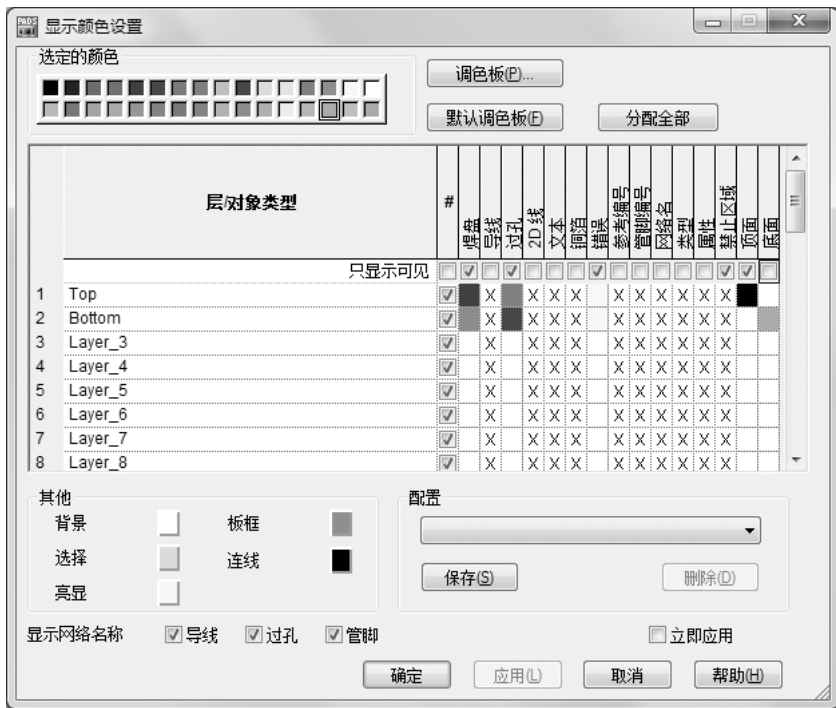 PADS 显示颜色设置
选定的颜色
调色板(P)...
默认调色板(F) 分配全部
层/对象类型 # 焊盘 导线 过孔 2D 线 文本 铜箔 错误 参考编号 管脚编号 网络名 类型 属性 禁止区域 顶面 底面
只显示可见
1 Top X X X X X X X X X X
2 Bottom X X X X X X X X X X
3 Layer_3 X X X X X X X X X X
4 Layer_4 X X X X X X X X X X
5 Layer_5 X X X X X X X X X X
6 Layer_6 X X X X X X X X X X
7 Layer_7 X X X X X X X X X X
8 Layer_8 X X X X X X X X X X
其他 配置
背景 板框
选择 连线
保存(S) 删除(D)
亮显
显示网络名称 导线 过孔 管脚 立即应用
确定 应用(L) 取消 帮助(H)